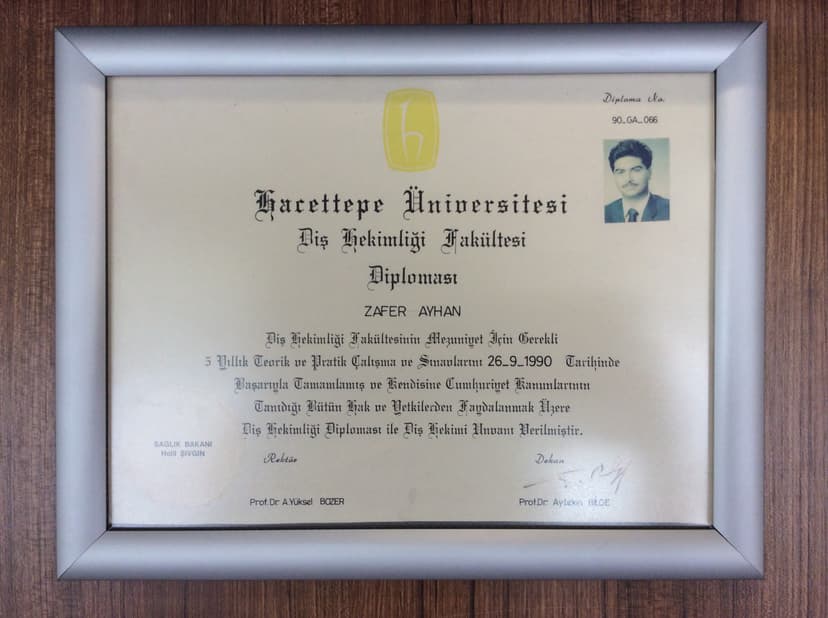 h
Diploma No.
90_GA_066
Hacettepe Üniversitesi
Diş Hekimliği Fakültesi
Diploması
ZAFER AYHAN
Diş Hekimliği Fakültesinin Mezuniyet İçin Gerekli
5 Yıllık Teorik ve Pratik Çalışma ve Sınavlarını 26_9_1990 Tarihinde
Başarıyla Tamamlamış ve Kendisine Cumhuriyet Kanunlarının
Tanıdığı Bütün Hak ve Yetkilerden Faydalanmak Üzere
Diş Hekimliği Diploması ile Diş Hekimi Unvanı Verilmiştir.
SAĞLIK BAKANI
Halil ŞIVGIN
Rektör
Dekan
Prof.Dr A.Yüksel BOZER
Prof.Dr Aytekin BİLGE